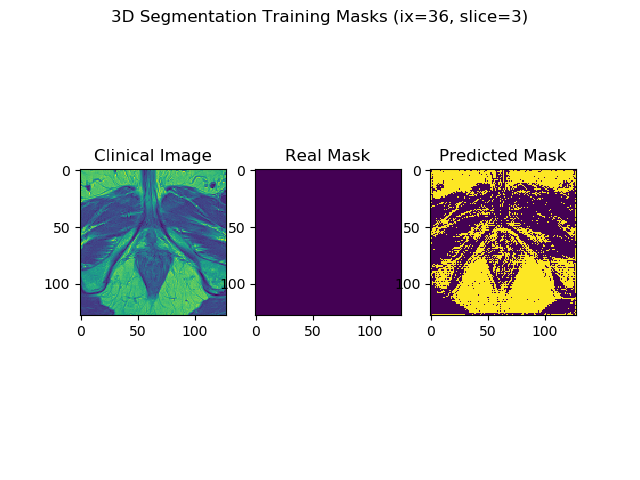 3D Segmentation Training Masks (ix=36, slice=3)
Clinical Image Real Mask Predicted Mask
0 0 0
50 50 50
100 100 100
0 50 100 0 50 100 0 50 100